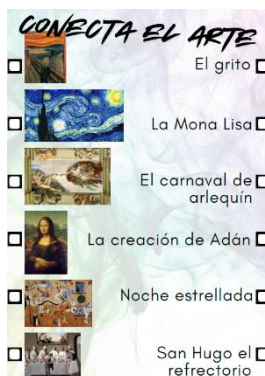 CONECTA EL ARTE
El grito
La Mona Lisa
El carnaval de
arlequín
La creación de Adán
Noche estrellada
San Hugo el
refrectorio